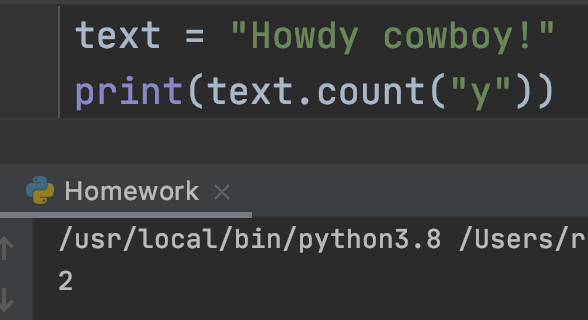 text = "Howdy cowboy!"
print(text.count("y"))
Homework
/usr/local/bin/python3.8 /Users/r
2